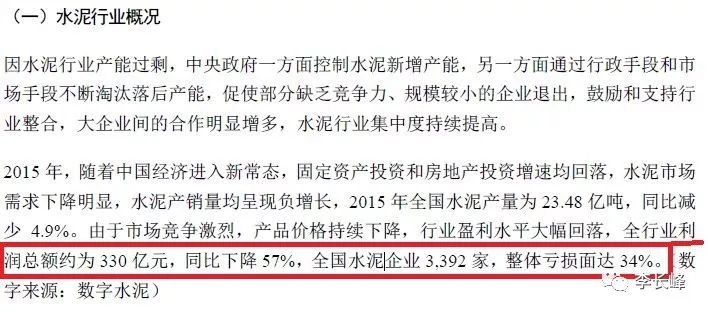 （一）水泥行业概况
因水泥行业产能过剩，中央政府一方面控制水泥新增产能，另一方面通过行政手段和市
场手段不断淘汰落后产能，促使部分缺乏竞争力、规模较小的企业退出，鼓励和支持行
业整合，大企业间的合作明显增多，水泥行业集中度持续提高。
2015 年，随着中国经济进入新常态，固定资产投资和房地产投资增速均回落，水泥市场
需求下降明显，水泥产销量均呈现负增长，2015 年全国水泥产量为 23.48 亿吨，同比减
少 4.9%。由于市场竞争激烈，产品价格持续下降，行业盈利水平大幅回落，全行业利
润总额约为 330 亿元，同比下降 57%，全国水泥企业 3,392 家，整体亏损面达 34%。（数
字来源：数字水泥）
李长峰